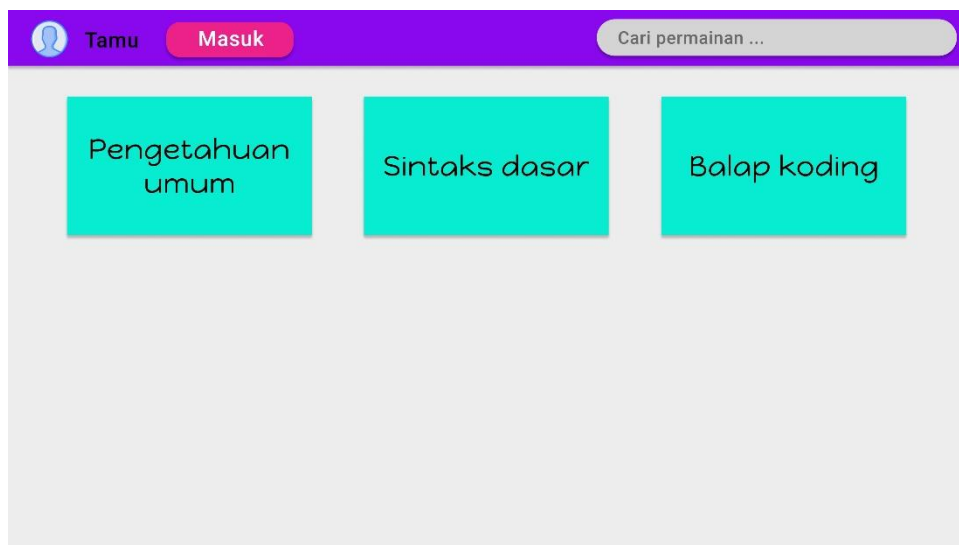 Tamu
Masuk
Cari permainan ...
Pengetahuan
umum
Sintaks dasar
Balap koding